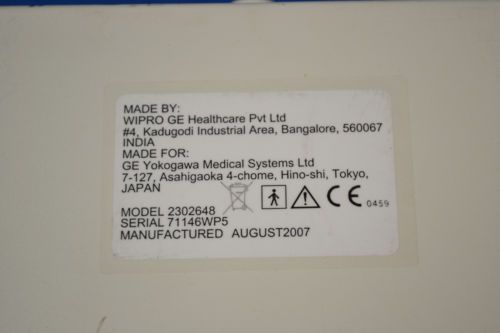 MADE BY:
WIPRO GE Healthcare Pvt Ltd
#4, Kadugodi Industrial Area, Bangalore, 560067
INDIA
MADE FOR:
GE Yokogawa Medical Systems Ltd
7-127, Asahigaoka 4-chome, Hino-shi, Tokyo,
JAPAN
CE 0459
MODEL 2302648
SERIAL 71146WP5
MANUFACTURED AUGUST2007